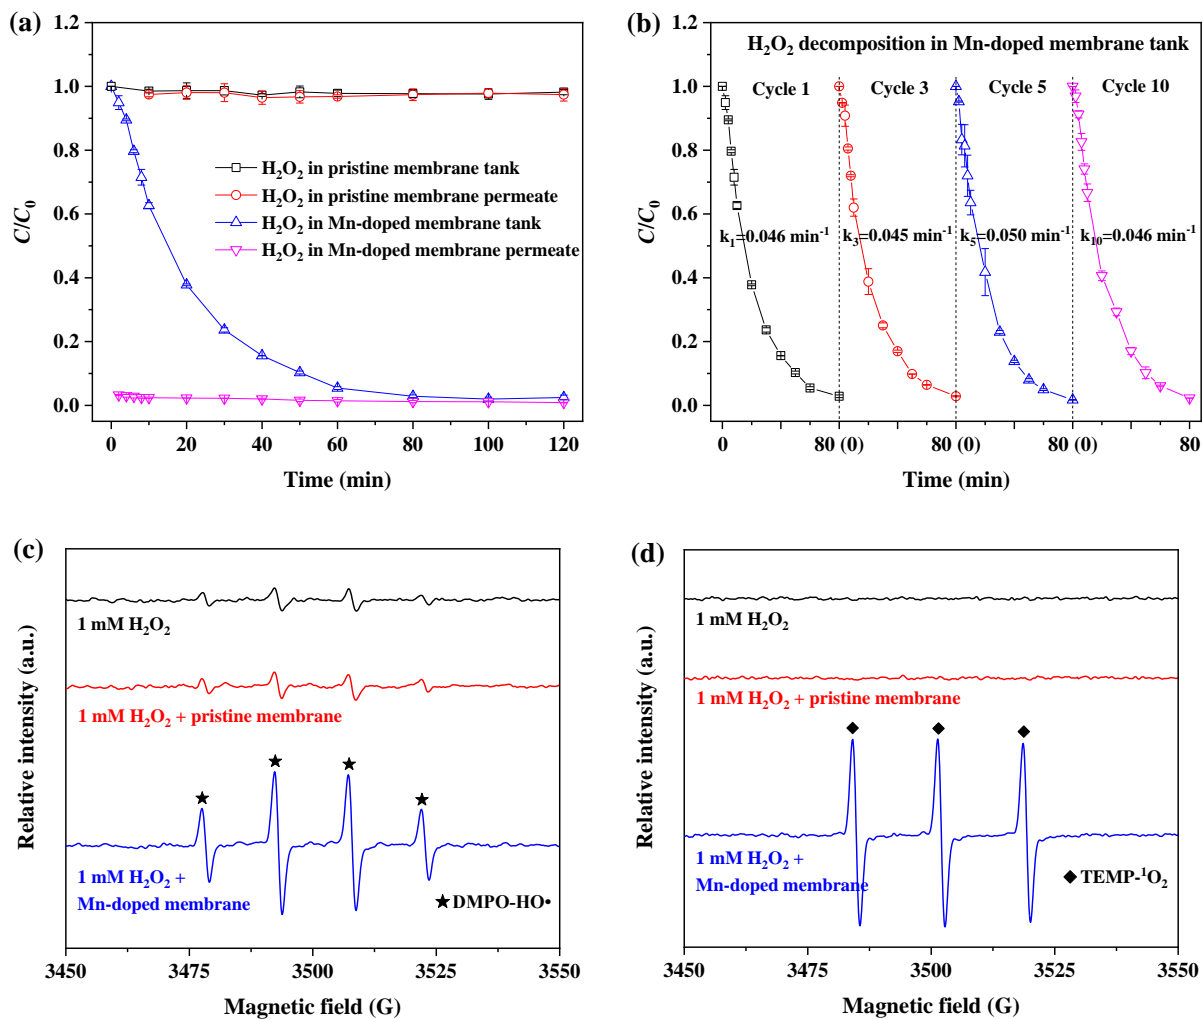 (a)
1.2
1.0
0.8
0.6
0.4
0.2
0.0
C/C₀
H₂O₂ in pristine membrane tank
H₂O₂ in pristine membrane permeate
H₂O₂ in Mn-doped membrane tank
H₂O₂ in Mn-doped membrane permeate
0 20 40 60 80 100 120
Time (min)
(b)
1.2
1.0
0.8
0.6
0.4
0.2
0.0
C/C₀
H₂O₂ decomposition in Mn-doped membrane tank
Cycle 1 Cycle 3 Cycle 5 Cycle 10
k₁=0.046 min⁻¹ k₃=0.045 min⁻¹ k₅=0.050 min⁻¹ k₁₀=0.046 min⁻¹
0 80 (0) 80 (0) 80 (0) 80
Time (min)
(c)
Relative intensity (a.u.)
1 mM H₂O₂
1 mM H₂O₂ + pristine membrane
1 mM H₂O₂ +
Mn-doped membrane
★DMPO-HO•
3450 3475 3500 3525 3550
Magnetic field (G)
(d)
Relative intensity (a.u.)
1 mM H₂O₂
1 mM H₂O₂ + pristine membrane
1 mM H₂O₂ +
Mn-doped membrane
◆TEMP-¹O₂
3450 3475 3500 3525 3550
Magnetic field (G)